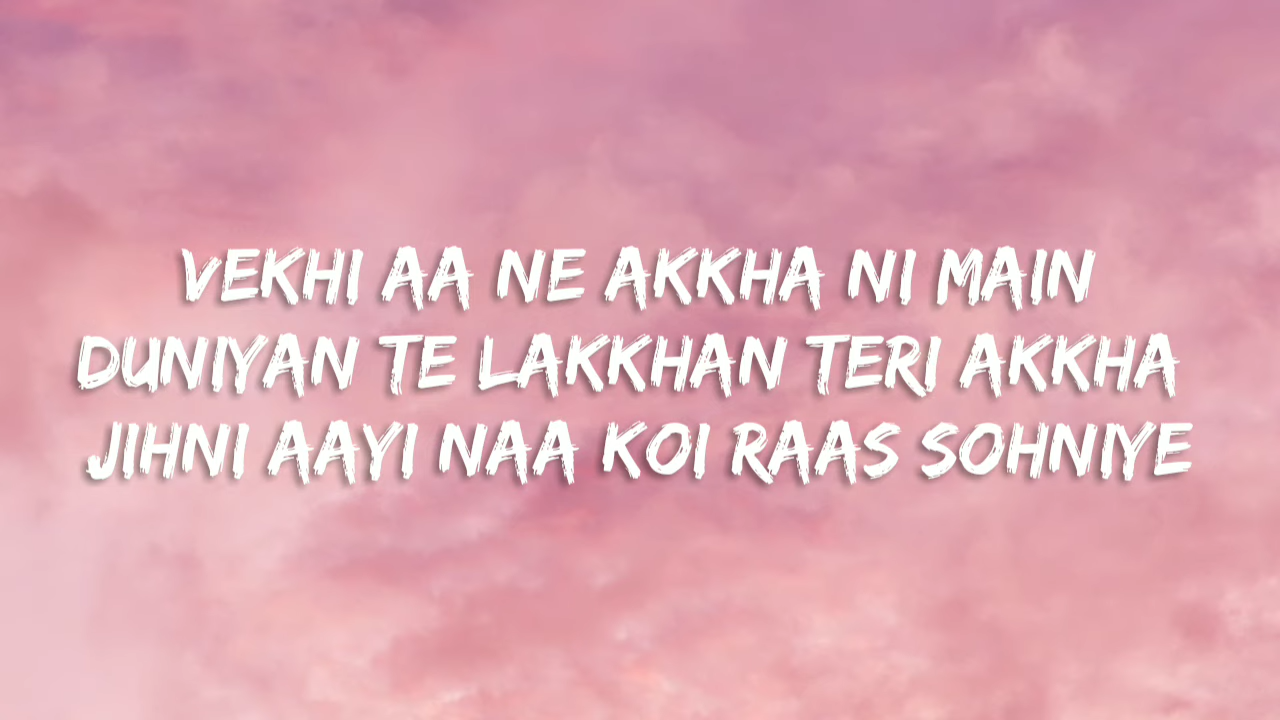 VEKHI AA NE AKKHA NI MAIN
DUNIYAN TE LAKKHAN TERI AKKHA
JIHNI AAYI NAA KOI RAAS SOHNIYE